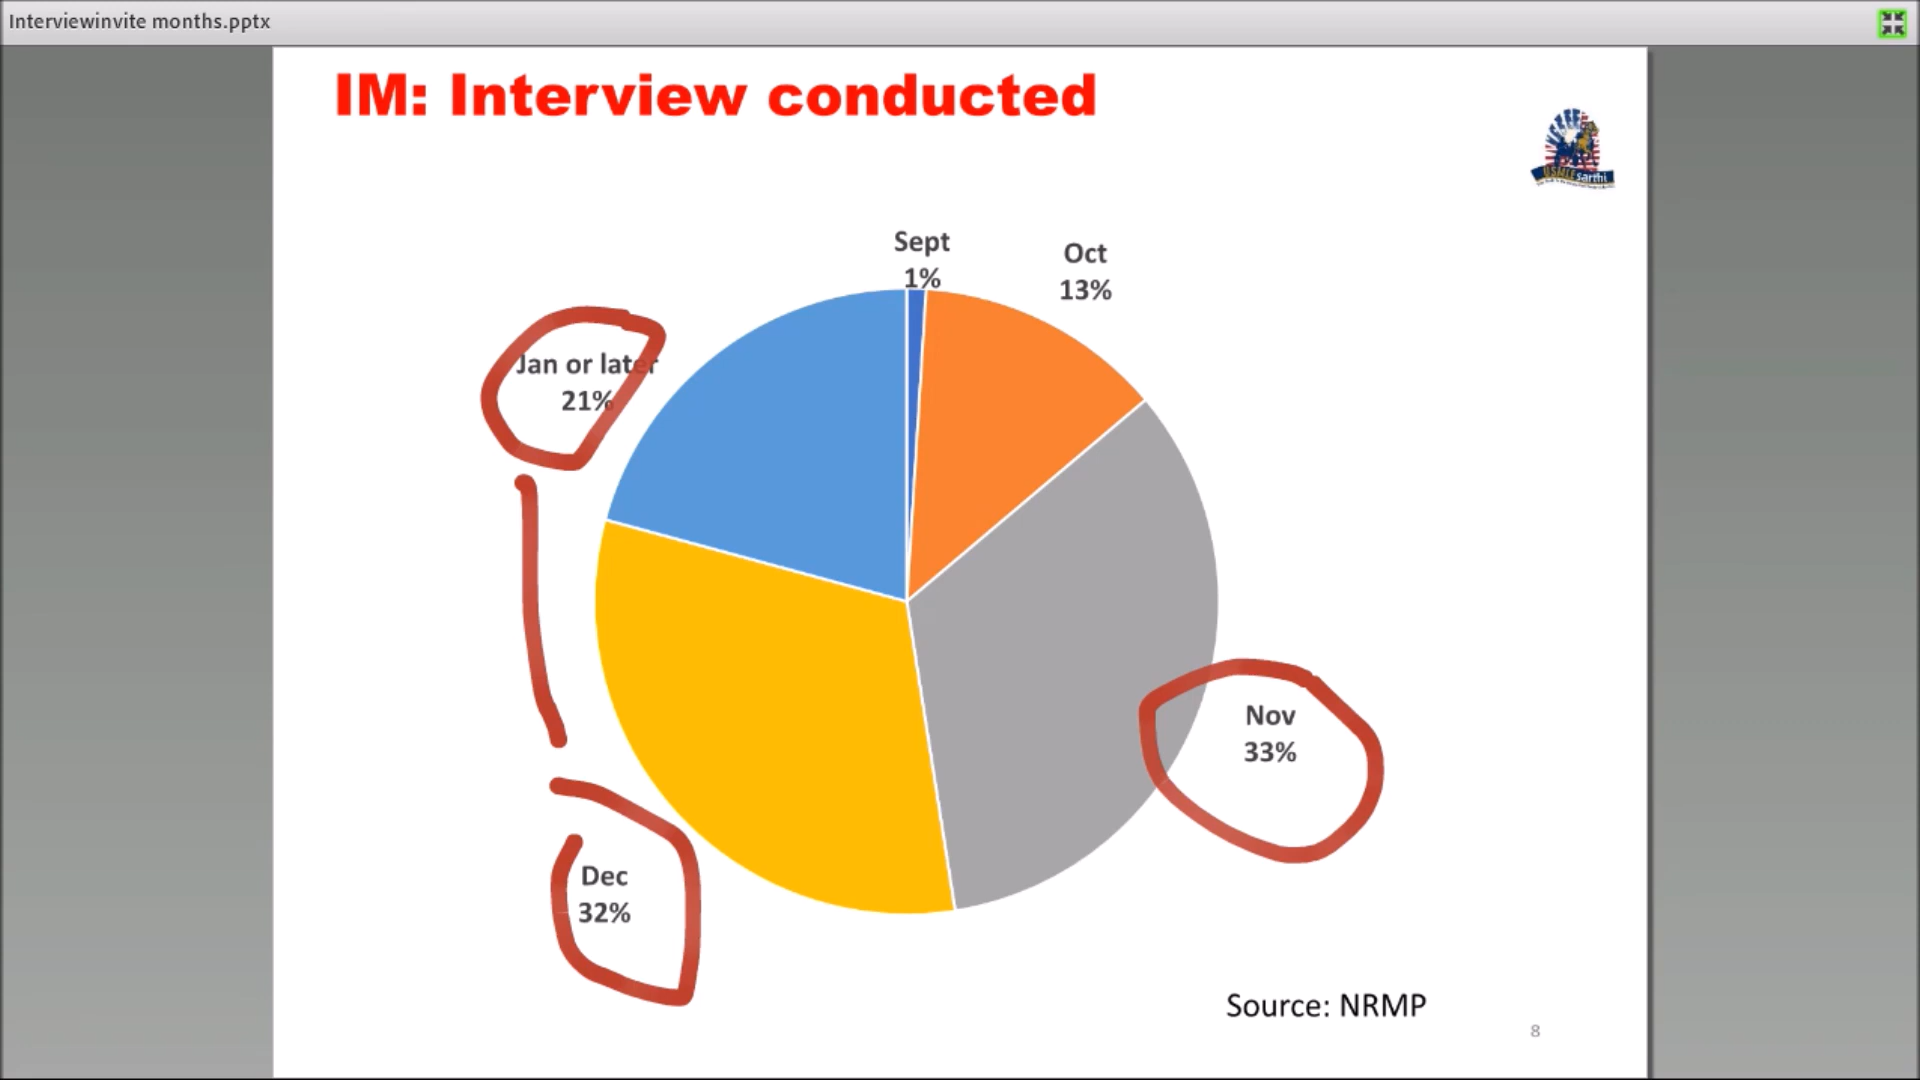 Interviewinvite months.pptx
IM: Interview conducted
USMLEsarthi
Sept
1%
Oct
13%
Jan or later
21%
Nov
33%
Dec
32%
Source: NRMP
8